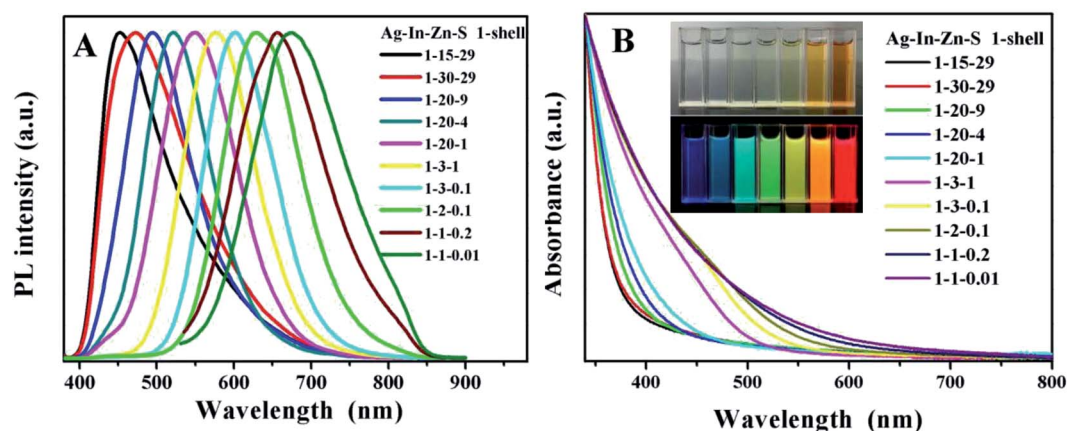 A
Ag-In-Zn-S 1-shell
1-15-29
1-30-29
1-20-9
1-20-4
1-20-1
1-3-1
1-3-0.1
1-2-0.1
1-1-0.2
1-1-0.01
PL intensity (a.u.)
400 500 600 700 800 900
Wavelength (nm)
B
Ag-In-Zn-S 1-shell
1-15-29
1-30-29
1-20-9
1-20-4
1-20-1
1-3-1
1-3-0.1
1-2-0.1
1-1-0.2
1-1-0.01
Absorbance (a.u.)
400 500 600 700 800
Wavelength (nm)